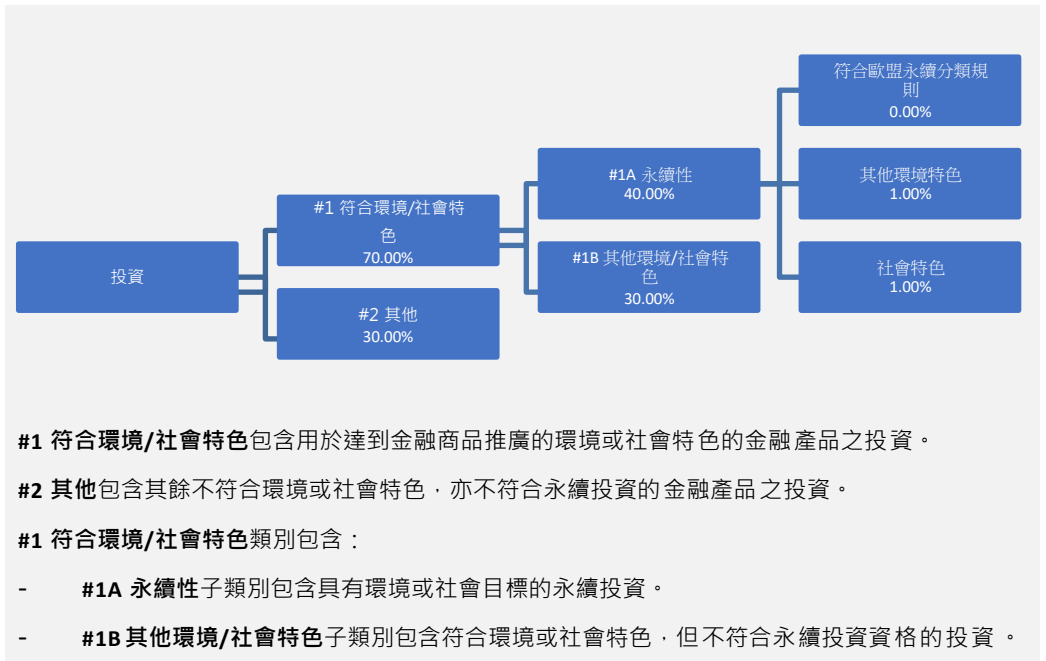 投資
#1 符合環境/社會特
色
70.00%
#2 其他
30.00%
#1A 永續性
40.00%
#1B 其他環境/社會特
色
30.00%
符合歐盟永續分類規
則
0.00%
其他環境特色
1.00%
社會特色
1.00%
#1 符合環境/社會特色包含用於達到金融商品推廣的環境或社會特色的金融產品之投資。
#2 其他包含其餘不符合環境或社會特色，亦不符合永續投資的金融產品之投資。
#1 符合環境/社會特色類別包含：
- #1A 永續性子類別包含具有環境或社會目標的永續投資。
- #1B 其他環境/社會特色子類別包含符合環境或社會特色，但不符合永續投資資格的投資。